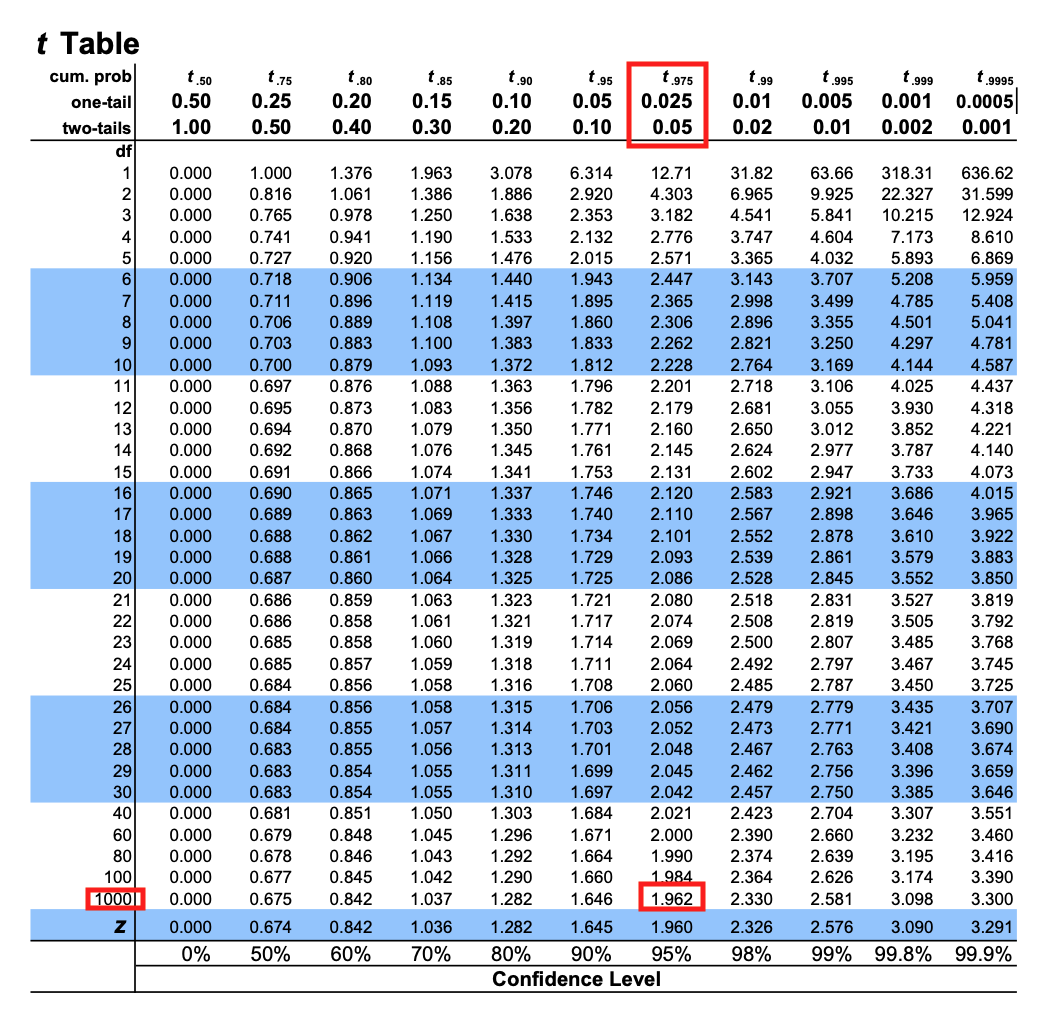 t Table
cum. prob t .50 t .75 t .80 t .85 t .90 t .95 t .975 t .99 t .995 t .999 t .9995
one-tail 0.50 0.25 0.20 0.15 0.10 0.05 0.025 0.01 0.005 0.001 0.0005
two-tails 1.00 0.50 0.40 0.30 0.20 0.10 0.05 0.02 0.01 0.002 0.001
df
1 0.000 1.000 1.376 1.963 3.078 6.314 12.71 31.82 63.66 318.31 636.62
2 0.000 0.816 1.061 1.386 1.886 2.920 4.303 6.965 9.925 22.327 31.599
3 0.000 0.765 0.978 1.250 1.638 2.353 3.182 4.541 5.841 10.215 12.924
4 0.000 0.741 0.941 1.190 1.533 2.132 2.776 3.747 4.604 7.173 8.610
5 0.000 0.727 0.920 1.156 1.476 2.015 2.571 3.365 4.032 5.893 6.869
6 0.000 0.718 0.906 1.134 1.440 1.943 2.447 3.143 3.707 5.208 5.959
7 0.000 0.711 0.896 1.119 1.415 1.895 2.365 2.998 3.499 4.785 5.408
8 0.000 0.706 0.889 1.108 1.397 1.860 2.306 2.896 3.355 4.501 5.041
9 0.000 0.703 0.883 1.100 1.383 1.833 2.262 2.821 3.250 4.297 4.781
10 0.000 0.700 0.879 1.093 1.372 1.812 2.228 2.764 3.169 4.144 4.587
11 0.000 0.697 0.876 1.088 1.363 1.796 2.201 2.718 3.106 4.025 4.437
12 0.000 0.695 0.873 1.083 1.356 1.782 2.179 2.681 3.055 3.930 4.318
13 0.000 0.694 0.870 1.079 1.350 1.771 2.160 2.650 3.012 3.852 4.221
14 0.000 0.692 0.868 1.076 1.345 1.761 2.145 2.624 2.977 3.787 4.140
15 0.000 0.691 0.866 1.074 1.341 1.753 2.131 2.602 2.947 3.733 4.073
16 0.000 0.690 0.865 1.071 1.337 1.746 2.120 2.583 2.921 3.686 4.015
17 0.000 0.689 0.863 1.069 1.333 1.740 2.110 2.567 2.898 3.646 3.965
18 0.000 0.688 0.862 1.067 1.330 1.734 2.101 2.552 2.878 3.610 3.922
19 0.000 0.688 0.861 1.066 1.328 1.729 2.093 2.539 2.861 3.579 3.883
20 0.000 0.687 0.860 1.064 1.325 1.725 2.086 2.528 2.845 3.552 3.850
21 0.000 0.686 0.859 1.063 1.323 1.721 2.080 2.518 2.831 3.527 3.819
22 0.000 0.686 0.858 1.061 1.321 1.717 2.074 2.508 2.819 3.505 3.792
23 0.000 0.685 0.858 1.060 1.319 1.714 2.069 2.500 2.807 3.485 3.768
24 0.000 0.685 0.857 1.059 1.318 1.711 2.064 2.492 2.797 3.467 3.745
25 0.000 0.684 0.856 1.058 1.316 1.708 2.060 2.485 2.787 3.450 3.725
26 0.000 0.684 0.856 1.058 1.315 1.706 2.056 2.479 2.779 3.435 3.707
27 0.000 0.684 0.855 1.057 1.314 1.703 2.052 2.473 2.771 3.421 3.690
28 0.000 0.683 0.855 1.056 1.313 1.701 2.048 2.467 2.763 3.408 3.674
29 0.000 0.683 0.854 1.055 1.311 1.699 2.045 2.462 2.756 3.396 3.659
30 0.000 0.683 0.854 1.055 1.310 1.697 2.042 2.457 2.750 3.385 3.646
40 0.000 0.681 0.851 1.050 1.303 1.684 2.021 2.423 2.704 3.307 3.551
60 0.000 0.679 0.848 1.045 1.296 1.671 2.000 2.390 2.660 3.232 3.460
80 0.000 0.678 0.846 1.043 1.292 1.664 1.990 2.374 2.639 3.195 3.416
100 0.000 0.677 0.845 1.042 1.290 1.660 1.984 2.364 2.626 3.174 3.390
1000 0.000 0.675 0.842 1.037 1.282 1.646 1.962 2.330 2.581 3.098 3.300
Z 0.000 0.674 0.842 1.036 1.282 1.645 1.960 2.326 2.576 3.090 3.291
0% 50% 60% 70% 80% 90% 95% 98% 99% 99.8% 99.9%
Confidence Level